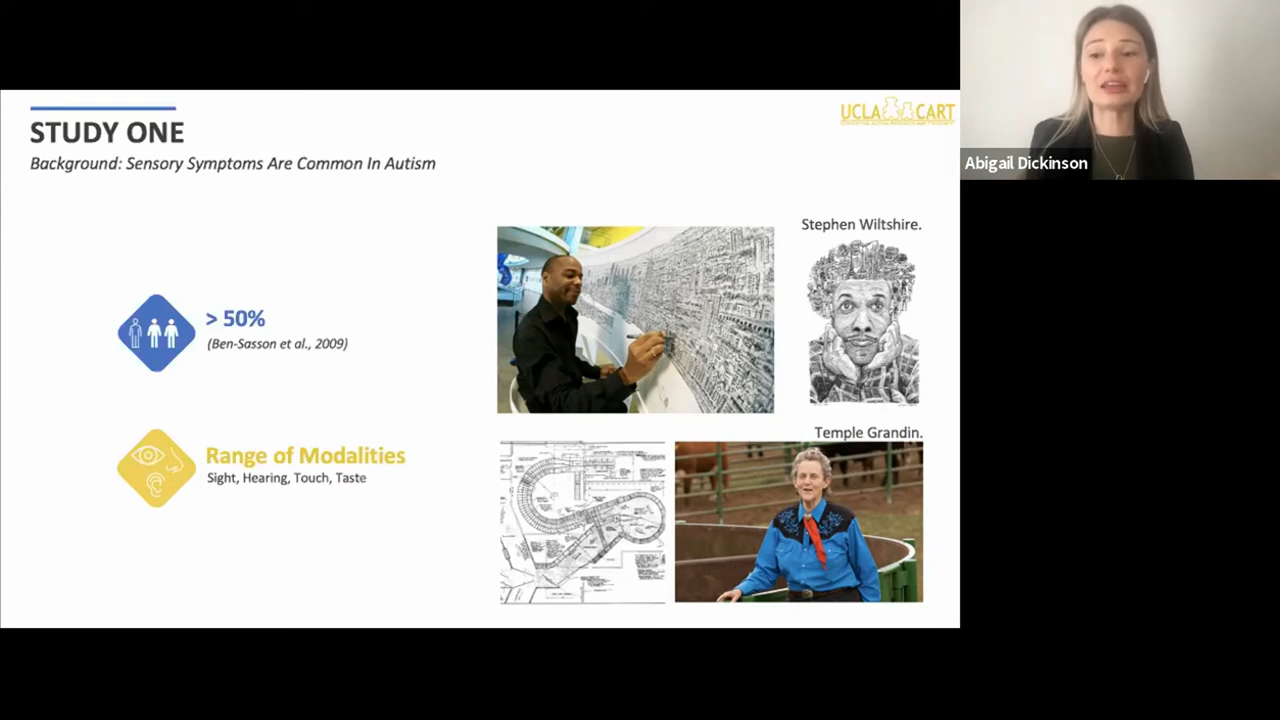 STUDY ONE
Background: Sensory Symptoms Are Common In Autism
UCLA CART
Abigail Dickinson
Stephen Wiltshire.
> 50%
(Ben-Sasson et al., 2009)
Temple Grandin.
Range of Modalities
Sight, Hearing, Touch, Taste